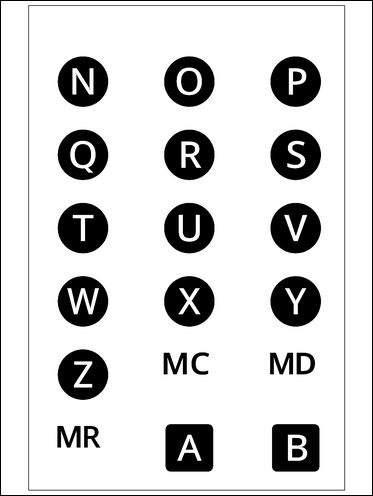 N O P
Q R S
T U V
W X Y
Z MC MD
MR A B